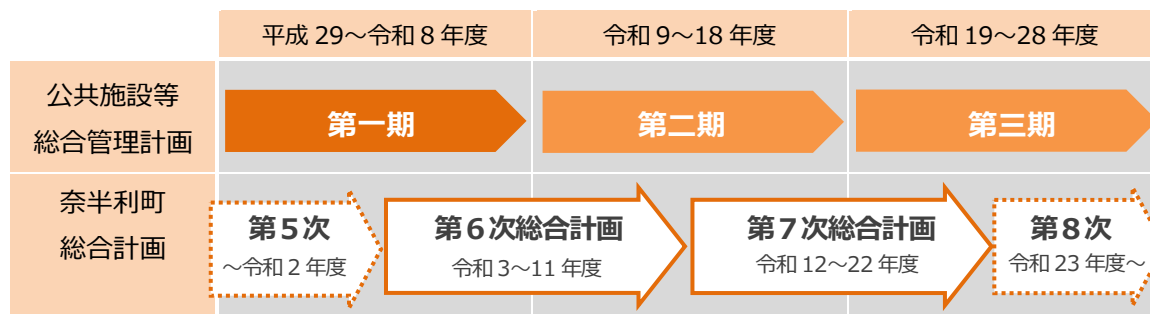 平成 29～令和 8 年度
令和 9～18 年度
令和 19～28 年度
公共施設等
総合管理計画
第一期
第二期
第三期
奈半利町
総合計画
第５次
～令和 2 年度
第６次総合計画
令和 3～11 年度
第７次総合計画
令和 12～22 年度
第８次
令和 23 年度～